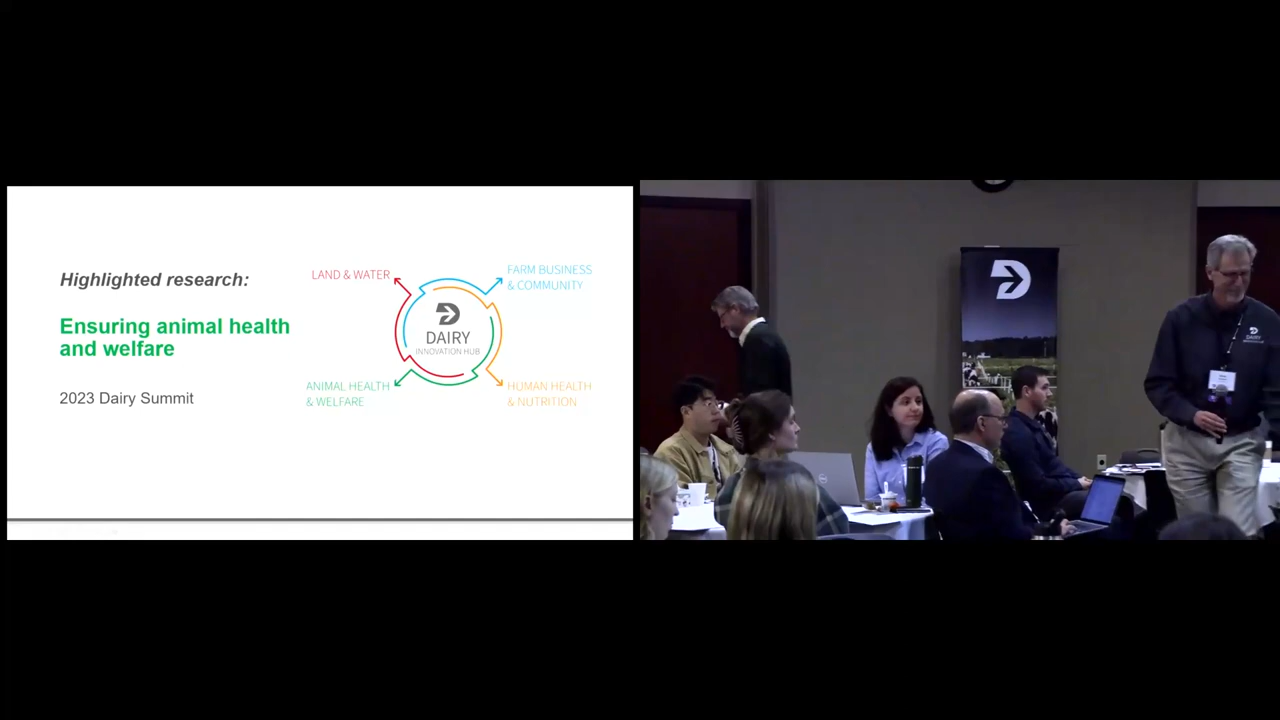 Highlighted research:
Ensuring animal health
and welfare
2023 Dairy Summit
LAND & WATER
FARM BUSINESS
& COMMUNITY
DAIRY
INNOVATION HUB
ANIMAL HEALTH
& WELFARE
HUMAN HEALTH
& NUTRITION
DAIRY